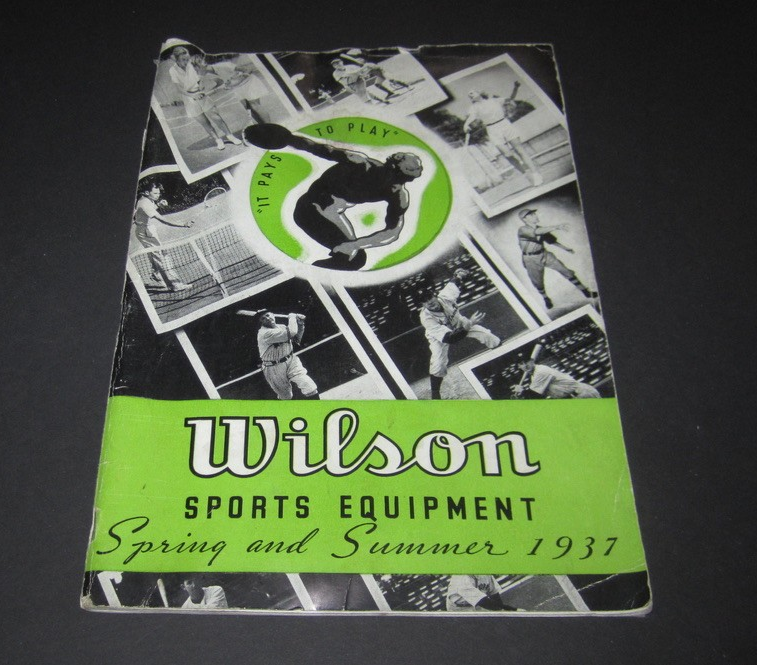 "IT PAYS TO PLAY"
Wilson
SPORTS EQUIPMENT
Spring and Summer 1937